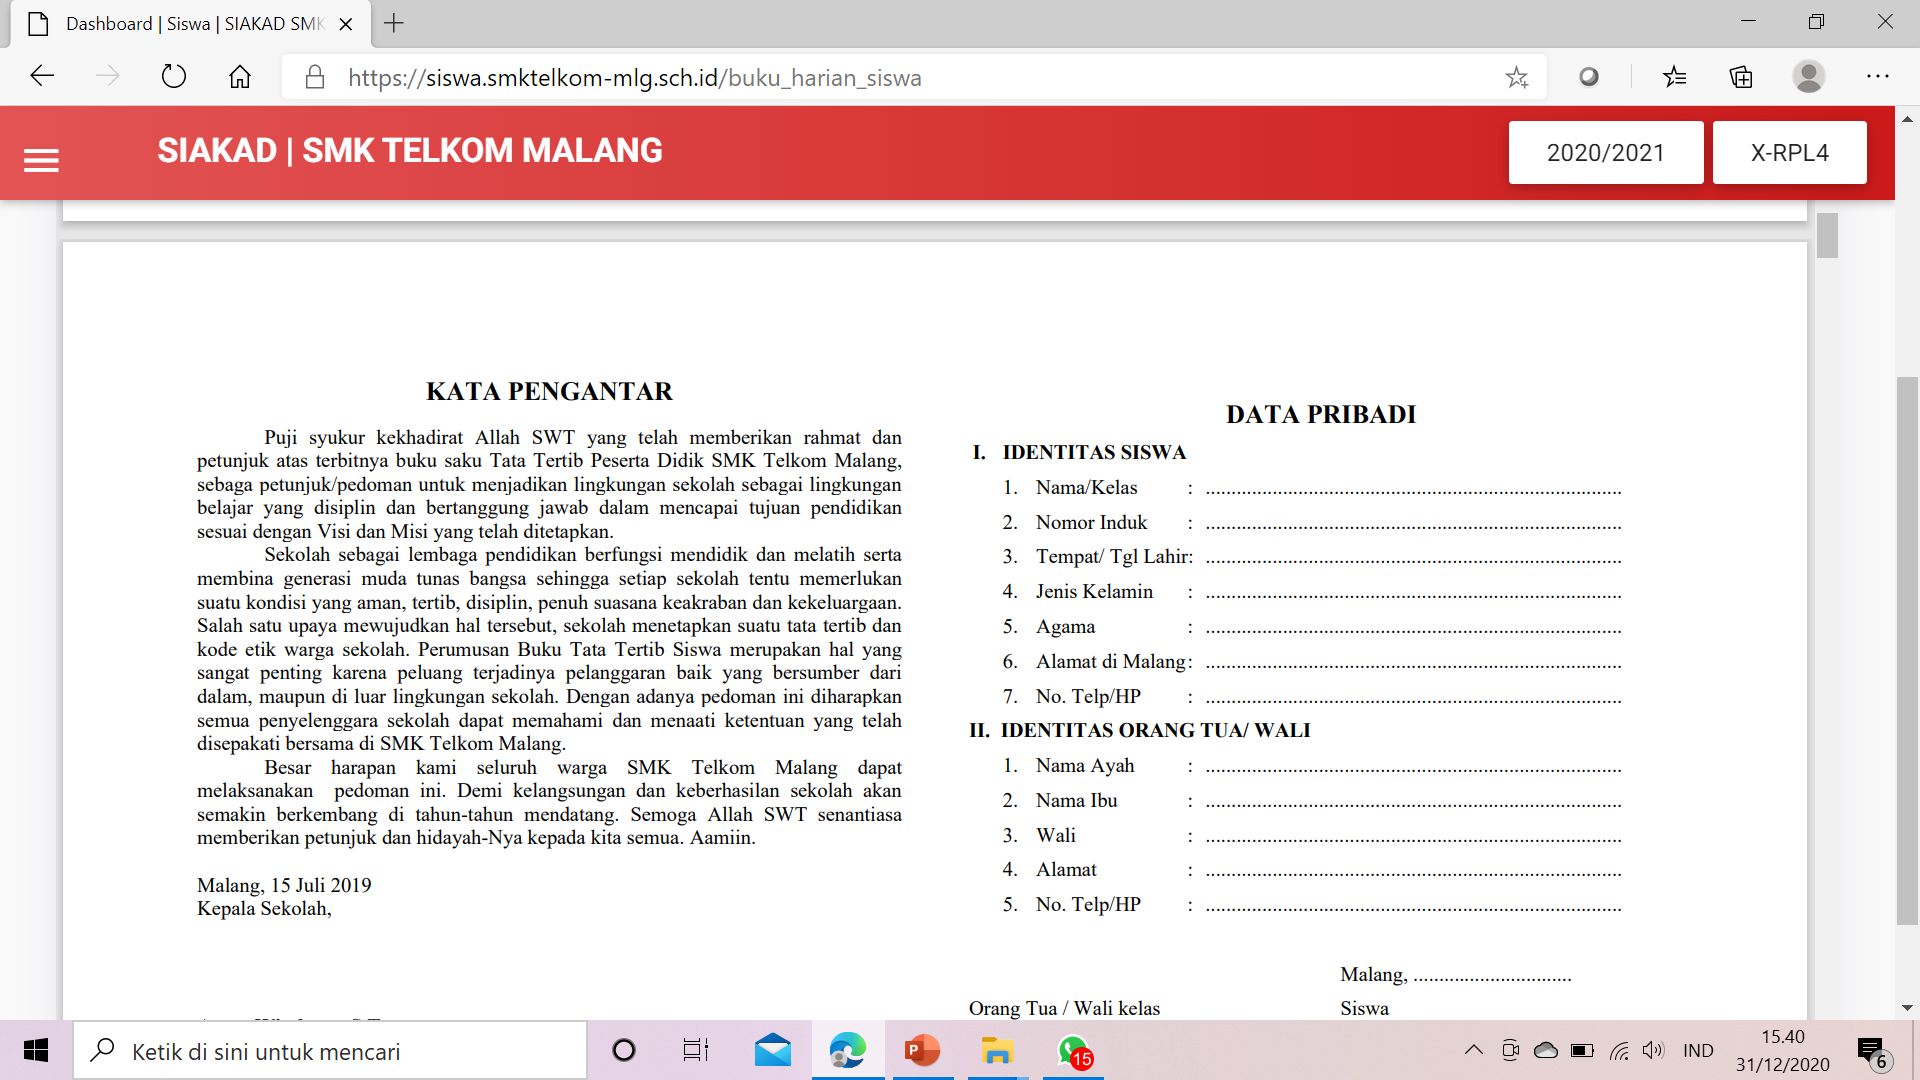 Dashboard | Siswa | SIAKAD SMK
https://siswa.smktelkom-mlg.sch.id/buku_harian_siswa
SIAKAD | SMK TELKOM MALANG
2020/2021
X-RPL4
KATA PENGANTAR
Puji syukur kekhadirat Allah SWT yang telah memberikan rahmat dan
petunjuk atas terbitnya buku saku Tata Tertib Peserta Didik SMK Telkom Malang,
sebaga petunjuk/pedoman untuk menjadikan lingkungan sekolah sebagai lingkungan
belajar yang disiplin dan bertanggung jawab dalam mencapai tujuan pendidikan
sesuai dengan Visi dan Misi yang telah ditetapkan.
Sekolah sebagai lembaga pendidikan berfungsi mendidik dan melatih serta
membina generasi muda tunas bangsa sehingga setiap sekolah tentu memerlukan
suatu kondisi yang aman, tertib, disiplin, penuh suasana keakraban dan kekeluargaan.
Salah satu upaya mewujudkan hal tersebut, sekolah menetapkan suatu tata tertib dan
kode etik warga sekolah. Perumusan Buku Tata Tertib Siswa merupakan hal yang
sangat penting karena peluang terjadinya pelanggaran baik yang bersumber dari
dalam, maupun di luar lingkungan sekolah. Dengan adanya pedoman ini diharapkan
semua penyelenggara sekolah dapat memahami dan menaati ketentuan yang telah
disepakati bersama di SMK Telkom Malang.
Besar harapan kami seluruh warga SMK Telkom Malang dapat
melaksanakan pedoman ini. Demi kelangsungan dan keberhasilan sekolah akan
semakin berkembang di tahun-tahun mendatang. Semoga Allah SWT senantiasa
memberikan petunjuk dan hidayah-Nya kepada kita semua. Aamiin.
Malang, 15 Juli 2019
Kepala Sekolah,
DATA PRIBADI
I. IDENTITAS SISWA
1. Nama/Kelas : ................................................................................
2. Nomor Induk : ................................................................................
3. Tempat/ Tgl Lahir: ................................................................................
4. Jenis Kelamin : ................................................................................
5. Agama : ................................................................................
6. Alamat di Malang: ................................................................................
7. No. Telp/HP : ................................................................................
II. IDENTITAS ORANG TUA/ WALI
1. Nama Ayah : ................................................................................
2. Nama Ibu : ................................................................................
3. Wali : ................................................................................
4. Alamat : ................................................................................
5. No. Telp/HP : ................................................................................
Malang, ..............................
Orang Tua / Wali kelas Siswa
Ketik di sini untuk mencari
15
IND
15.40
31/12/2020
6